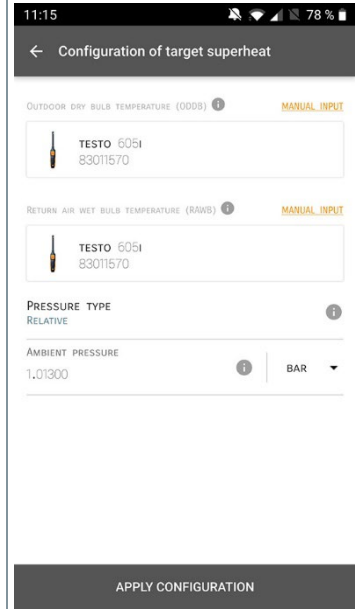 11:15 78 %
Configuration of target superheat
OUTDOOR DRY BULB TEMPERATURE (ODDB) i MANUAL INPUT
TESTO 605I
83011570
RETURN AIR WET BULB TEMPERATURE (RAWB) i MANUAL INPUT
TESTO 605I
83011570
PRESSURE TYPE i
RELATIVE
AMBIENT PRESSURE
1.01300 i BAR
APPLY CONFIGURATION